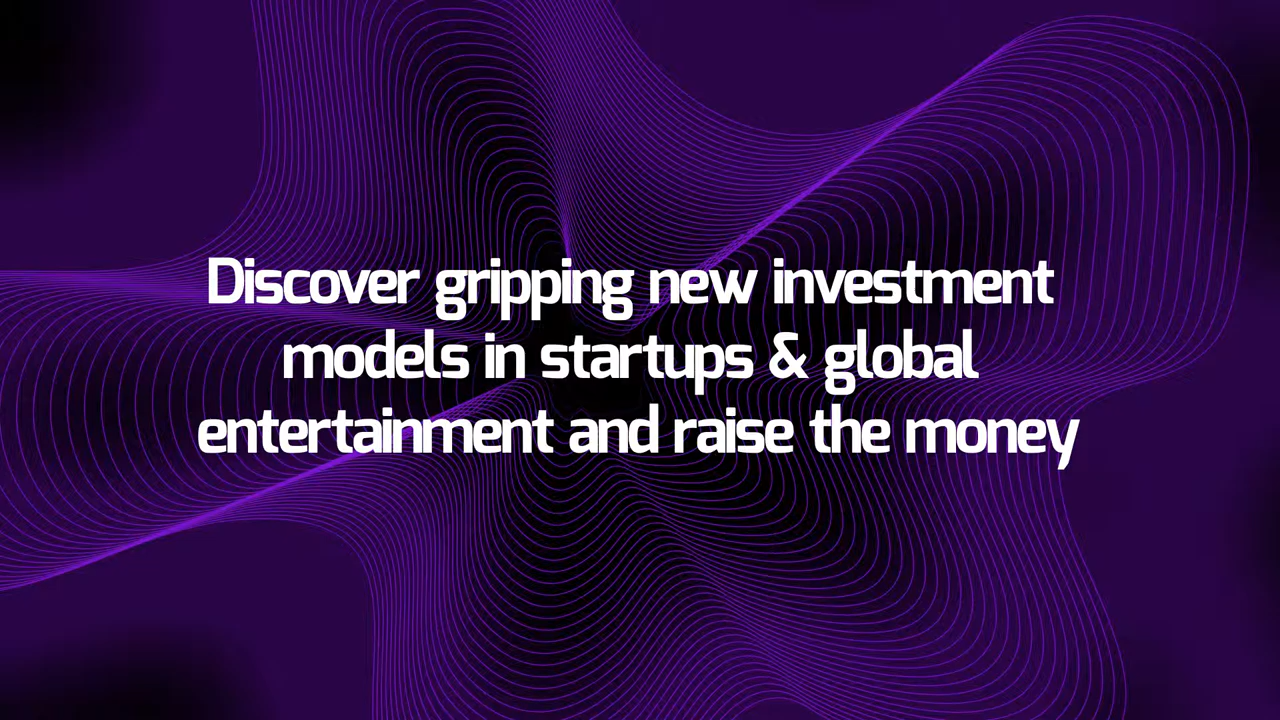 Discover gripping new investment
models in startups & global
entertainment and raise the money